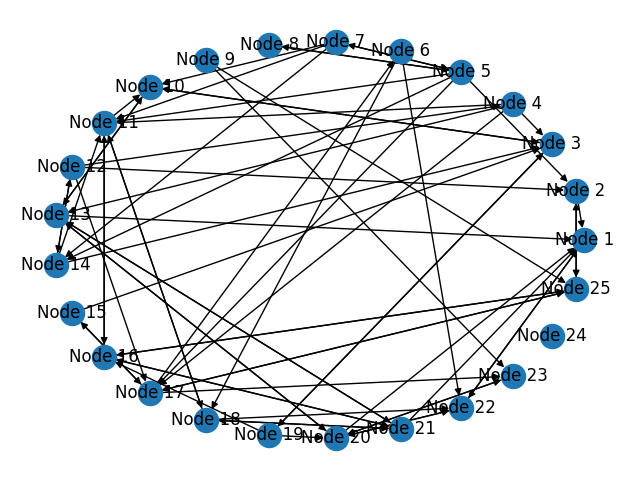 Node 7
Node 8
Node 6
Node 9
Node 5
Node 10
Node 4
Node 11
Node 3
Node 12
Node 2
Node 13
Node 1
Node 14
Node 25
Node 15
Node 24
Node 16
Node 23
Node 17
Node 22
Node 18
Node 21
Node 19
Node 20